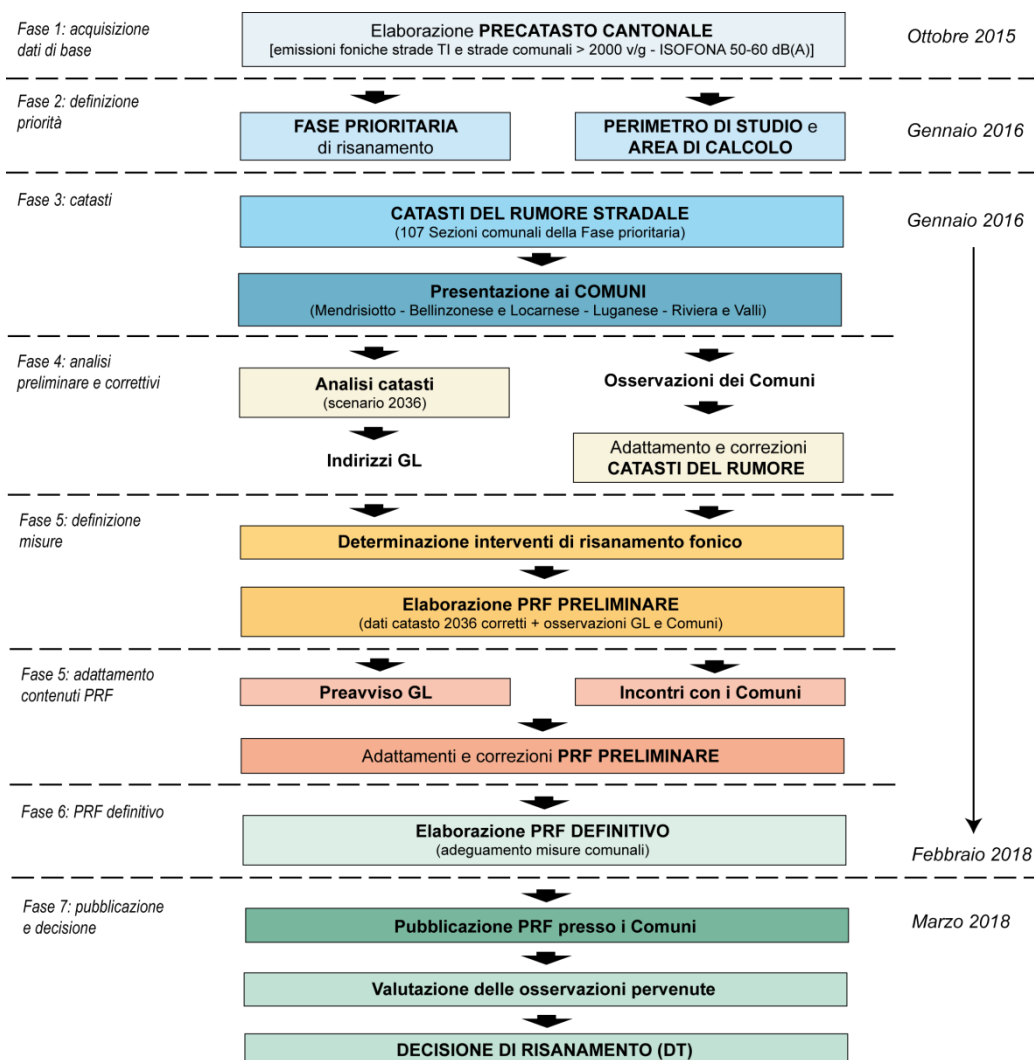 Fase 1: acquisizione
dati di base
Elaborazione PRECATASTO CANTONALE
[emissioni foniche strade TI e strade comunali > 2000 v/g - ISOFONA 50-60 dB(A)]
Ottobre 2015
Fase 2: definizione
priorità
FASE PRIORITARIA
di risanamento
PERIMETRO DI STUDIO e
AREA DI CALCOLO
Gennaio 2016
Fase 3: catasti
CATASTI DEL RUMORE STRADALE
(107 Sezioni comunali della Fase prioritaria)
Gennaio 2016
Presentazione ai COMUNI
(Mendrisiotto - Bellinzonese e Locarnese - Luganese - Riviera e Valli)
Fase 4: analisi
preliminare e correttivi
Analisi catasti
(scenario 2036)
Indirizzi GL
Osservazioni dei Comuni
Adattamento e correzioni
CATASTI DEL RUMORE
Fase 5: definizione
misure
Determinazione interventi di risanamento fonico
Elaborazione PRF PRELIMINARE
(dati catasto 2036 corretti + osservazioni GL e Comuni)
Fase 5: adattamento
contenuti PRF
Preavviso GL
Incontri con i Comuni
Adattamenti e correzioni PRF PRELIMINARE
Fase 6: PRF definitivo
Elaborazione PRF DEFINITIVO
(adeguamento misure comunali)
Febbraio 2018
Fase 7: pubblicazione
e decisione
Pubblicazione PRF presso i Comuni
Marzo 2018
Valutazione delle osservazioni pervenute
DECISIONE DI RISANAMENTO (DT)